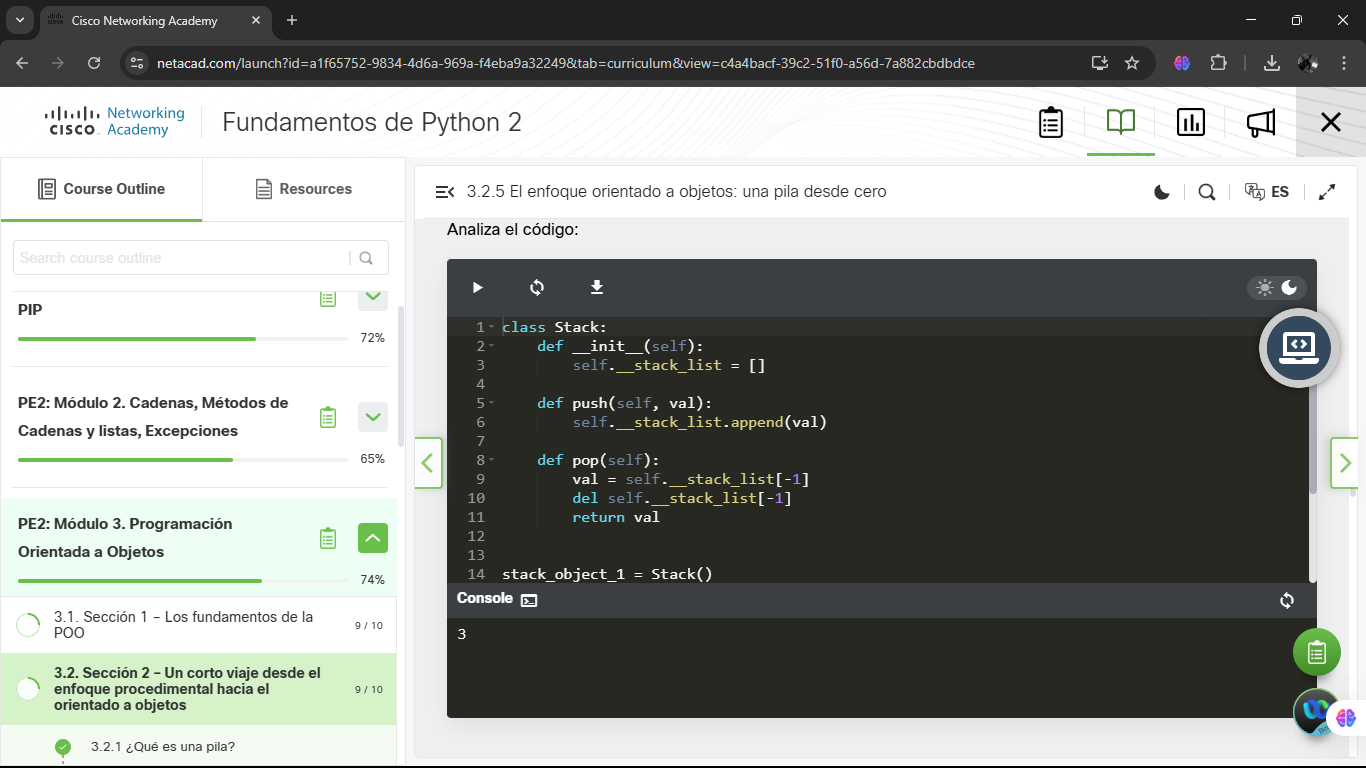 Cisco Networking Academy
netacad.com/launch?id=a1f65752-9834-4d6a-969a-f4eba9a32249&tab=curriculum&view=c4a4bacf-39c2-51f0-a56d-7a882cbdbdce
CISCO Networking Academy
Fundamentos de Python 2
Course Outline
Resources
Search course outline
PIP
72%
PE2: Módulo 2. Cadenas, Métodos de
Cadenas y listas, Excepciones
65%
PE2: Módulo 3. Programación
Orientada a Objetos
74%
3.1. Sección 1 – Los fundamentos de la
POO
9 / 10
3.2. Sección 2 – Un corto viaje desde el
enfoque procedimental hacia el
orientado a objetos
9 / 10
3.2.1 ¿Qué es una pila?
3.2.5 El enfoque orientado a objetos: una pila desde cero
ES
Analiza el código:
1 class Stack:
2     def __init__(self):
3         self.__stack_list = []
4
5     def push(self, val):
6         self.__stack_list.append(val)
7
8     def pop(self):
9         val = self.__stack_list[-1]
10         del self.__stack_list[-1]
11         return val
12
13
14 stack_object_1 = Stack()
Console
3